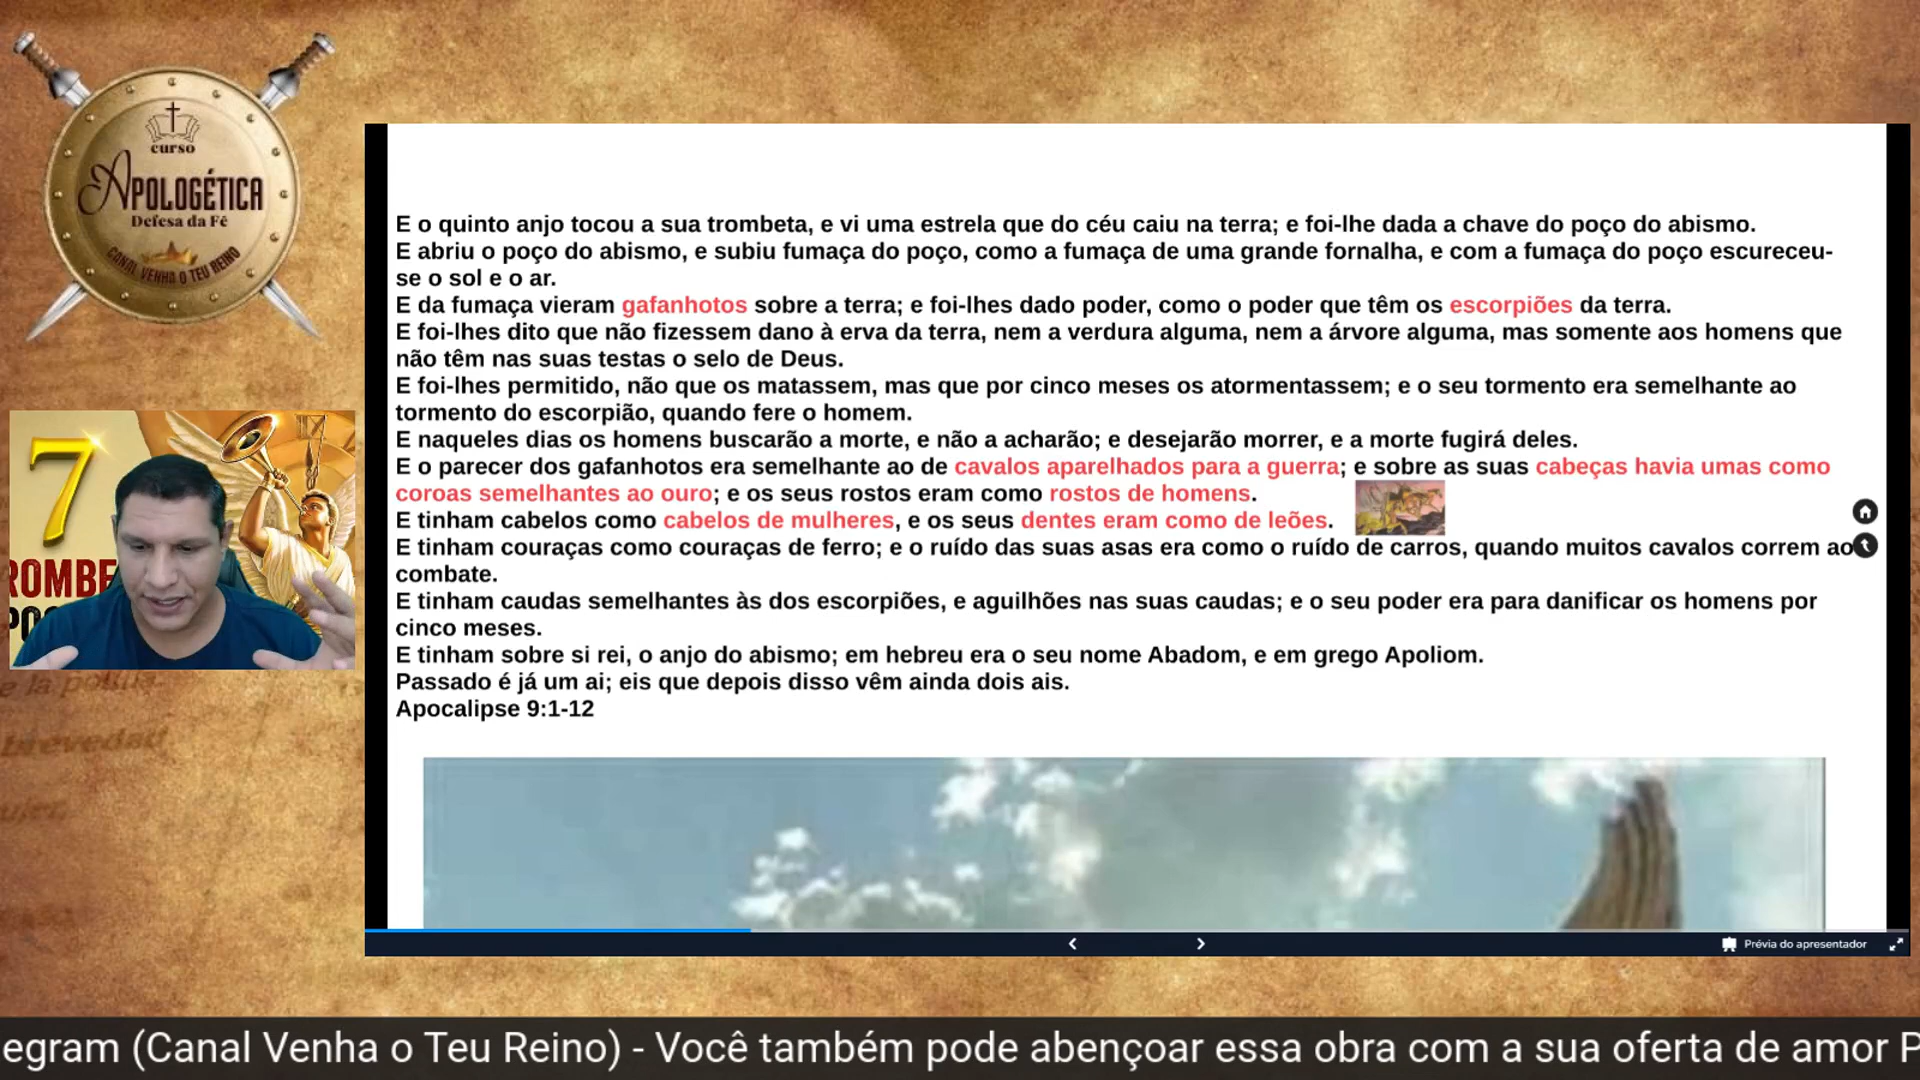 curso
APOLOGÉTICA
Defesa da Fé
CANAL VENHA O TEU REINO
E o quinto anjo tocou a sua trombeta, e vi uma estrela que do céu caiu na terra; e foi-lhe dada a chave do poço do abismo.
E abriu o poço do abismo, e subiu fumaça do poço, como a fumaça de uma grande fornalha, e com a fumaça do poço escureceu-
se o sol e o ar.
E da fumaça vieram gafanhotos sobre a terra; e foi-lhes dado poder, como o poder que têm os escorpiões da terra.
E foi-lhes dito que não fizessem dano à erva da terra, nem a verdura alguma, nem a árvore alguma, mas somente aos homens que
não têm nas suas testas o selo de Deus.
E foi-lhes permitido, não que os matassem, mas que por cinco meses os atormentassem; e o seu tormento era semelhante ao
tormento do escorpião, quando fere o homem.
E naqueles dias os homens buscarão a morte, e não a acharão; e desejarão morrer, e a morte fugirá deles.
E o parecer dos gafanhotos era semelhante ao de cavalos aparelhados para a guerra; e sobre as suas cabeças havia umas como
coroas semelhantes ao ouro; e os seus rostos eram como rostos de homens.
E tinham cabelos como cabelos de mulheres, e os seus dentes eram como de leões.
E tinham couraças como couraças de ferro; e o ruído das suas asas era como o ruído de carros, quando muitos cavalos correm ao
combate.
E tinham caudas semelhantes às dos escorpiões, e aguilhões nas suas caudas; e o seu poder era para danificar os homens por
cinco meses.
E tinham sobre si rei, o anjo do abismo; em hebreu era o seu nome Abadom, e em grego Apoliom.
Passado é já um ai; eis que depois disso vêm ainda dois ais.
Apocalipse 9:1-12
7
ROMBE
PO
brevedad
Prévia do apresentador
egram (Canal Venha o Teu Reino) - Você também pode abençoar essa obra com a sua oferta de amor P